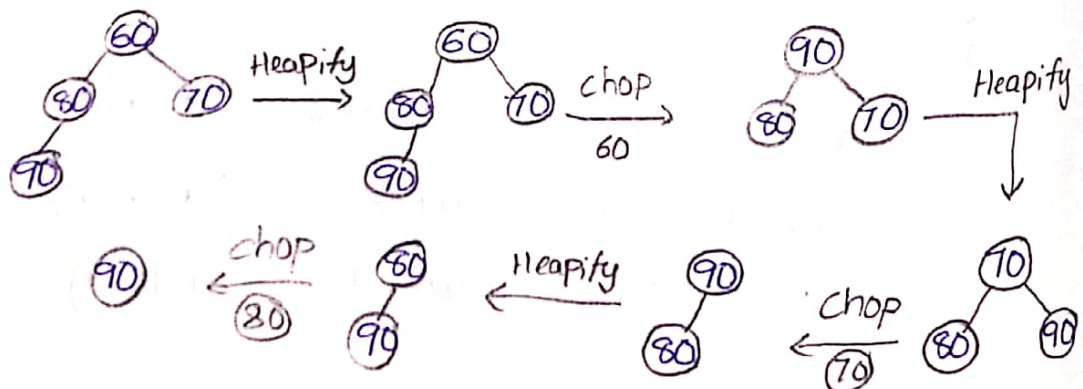 60 Heapify 60 Chop 90 Heapify
80 70 80 70 60 80 70
90 90
90 Chop 80 Heapify 90 Chop 70
80 90 80 70 80 90